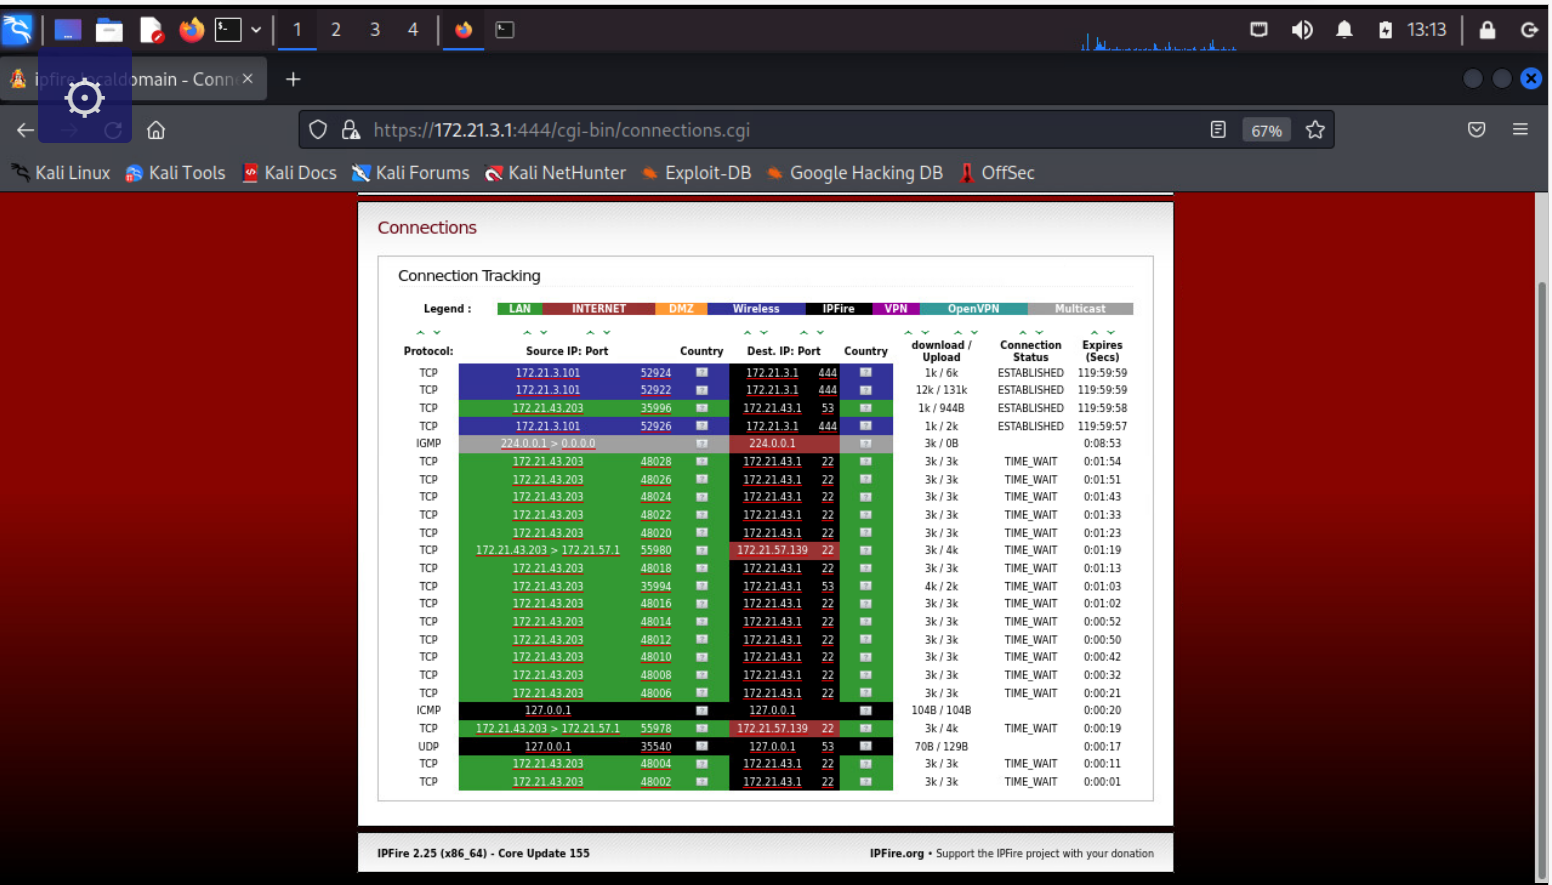 1 2 3 4 13:13
ipfire.localdomain - Conn
https://172.21.3.1:444/cgi-bin/connections.cgi 67%
Kali Linux Kali Tools Kali Docs Kali Forums Kali NetHunter Exploit-DB Google Hacking DB OffSec
Connections
Connection Tracking
Legend : LAN INTERNET DMZ Wireless IPFire VPN OpenVPN Multicast
Protocol: Source IP: Port Country Dest. IP: Port Country download / Upload Connection Status Expires (Secs)
TCP 172.21.3.101 52924 172.21.3.1 444 1k / 6k ESTABLISHED 119:59:59
TCP 172.21.3.101 52922 172.21.3.1 444 12k / 131k ESTABLISHED 119:59:59
TCP 172.21.43.203 35996 172.21.43.1 53 1k / 944B ESTABLISHED 119:59:58
TCP 172.21.3.101 52926 172.21.3.1 444 1k / 2k ESTABLISHED 119:59:57
IGMP 224.0.0.1 > 0.0.0.0 224.0.0.1 3k / 0B 0:08:53
TCP 172.21.43.203 48028 172.21.43.1 22 3k / 3k TIME_WAIT 0:01:54
TCP 172.21.43.203 48026 172.21.43.1 22 3k / 3k TIME_WAIT 0:01:51
TCP 172.21.43.203 48024 172.21.43.1 22 3k / 3k TIME_WAIT 0:01:43
TCP 172.21.43.203 48022 172.21.43.1 22 3k / 3k TIME_WAIT 0:01:33
TCP 172.21.43.203 48020 172.21.43.1 22 3k / 3k TIME_WAIT 0:01:23
TCP 172.21.43.203 > 172.21.57.1 55980 172.21.57.139 22 3k / 4k TIME_WAIT 0:01:19
TCP 172.21.43.203 48018 172.21.43.1 22 3k / 3k TIME_WAIT 0:01:13
TCP 172.21.43.203 35994 172.21.43.1 53 4k / 2k TIME_WAIT 0:01:03
TCP 172.21.43.203 48016 172.21.43.1 22 3k / 3k TIME_WAIT 0:01:02
TCP 172.21.43.203 48014 172.21.43.1 22 3k / 3k TIME_WAIT 0:00:52
TCP 172.21.43.203 48012 172.21.43.1 22 3k / 3k TIME_WAIT 0:00:50
TCP 172.21.43.203 48010 172.21.43.1 22 3k / 3k TIME_WAIT 0:00:42
TCP 172.21.43.203 48008 172.21.43.1 22 3k / 3k TIME_WAIT 0:00:32
TCP 172.21.43.203 48006 172.21.43.1 22 3k / 3k TIME_WAIT 0:00:21
ICMP 127.0.0.1 127.0.0.1 104B / 104B 0:00:20
TCP 172.21.43.203 > 172.21.57.1 55978 172.21.57.139 22 3k / 4k TIME_WAIT 0:00:19
UDP 127.0.0.1 35540 127.0.0.1 53 70B / 129B 0:00:17
TCP 172.21.43.203 48004 172.21.43.1 22 3k / 3k TIME_WAIT 0:00:11
TCP 172.21.43.203 48002 172.21.43.1 22 3k / 3k TIME_WAIT 0:00:01
IPFire 2.25 (x86_64) - Core Update 155 IPFire.org • Support the IPFire project with your donation